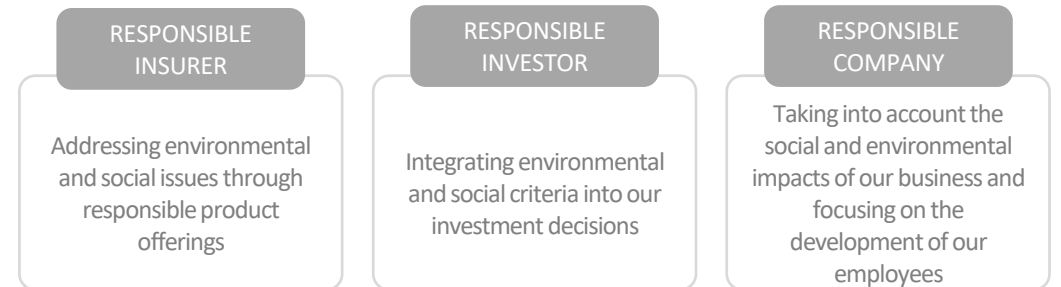 RESPONSIBLE
INSURER
Addressing environmental
and social issues through
responsible product
offerings
RESPONSIBLE
INVESTOR
Integrating environmental
and social criteria into our
investment decisions
RESPONSIBLE
COMPANY
Taking into account the
social and environmental
impacts of our business and
focusing on the
development of our
employees